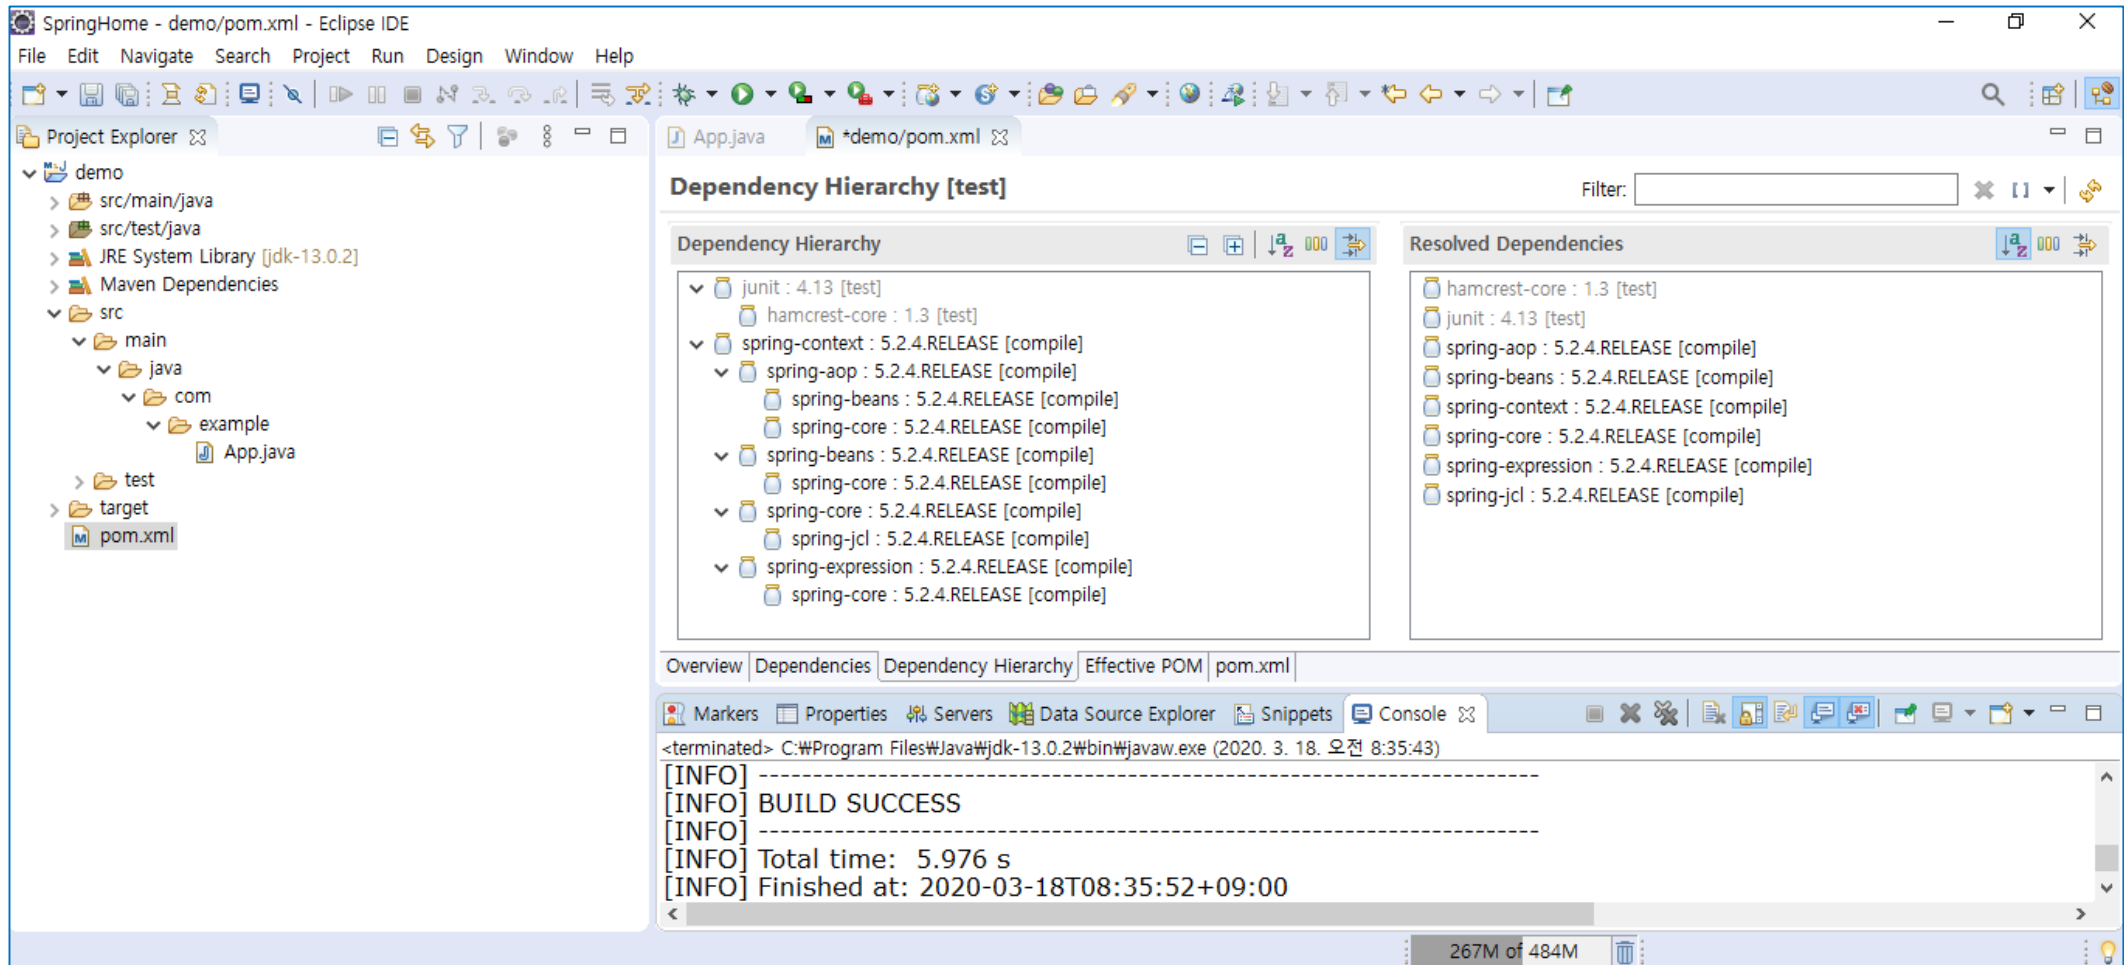 SpringHome - demo/pom.xml - Eclipse IDE
File Edit Navigate Search Project Run Design Window Help
Project Explorer
demo
src/main/java
src/test/java
JRE System Library [jdk-13.0.2]
Maven Dependencies
src
main
java
com
example
App.java
test
target
pom.xml
App.java *demo/pom.xml
Dependency Hierarchy [test]
Filter:
Dependency Hierarchy
junit : 4.13 [test]
hamcrest-core : 1.3 [test]
spring-context : 5.2.4.RELEASE [compile]
spring-aop : 5.2.4.RELEASE [compile]
spring-beans : 5.2.4.RELEASE [compile]
spring-core : 5.2.4.RELEASE [compile]
spring-beans : 5.2.4.RELEASE [compile]
spring-core : 5.2.4.RELEASE [compile]
spring-core : 5.2.4.RELEASE [compile]
spring-jcl : 5.2.4.RELEASE [compile]
spring-expression : 5.2.4.RELEASE [compile]
spring-core : 5.2.4.RELEASE [compile]
Resolved Dependencies
hamcrest-core : 1.3 [test]
junit : 4.13 [test]
spring-aop : 5.2.4.RELEASE [compile]
spring-beans : 5.2.4.RELEASE [compile]
spring-context : 5.2.4.RELEASE [compile]
spring-core : 5.2.4.RELEASE [compile]
spring-expression : 5.2.4.RELEASE [compile]
spring-jcl : 5.2.4.RELEASE [compile]
Overview Dependencies Dependency Hierarchy Effective POM pom.xml
Markers Properties Servers Data Source Explorer Snippets Console
<terminated> C:₩Program Files₩Java₩jdk-13.0.2₩bin₩javaw.exe (2020. 3. 18. 오전 8:35:43)
[INFO] ------------------------------------------------------------------------
[INFO] BUILD SUCCESS
[INFO] ------------------------------------------------------------------------
[INFO] Total time:  5.976 s
[INFO] Finished at: 2020-03-18T08:35:52+09:00
267M of 484M